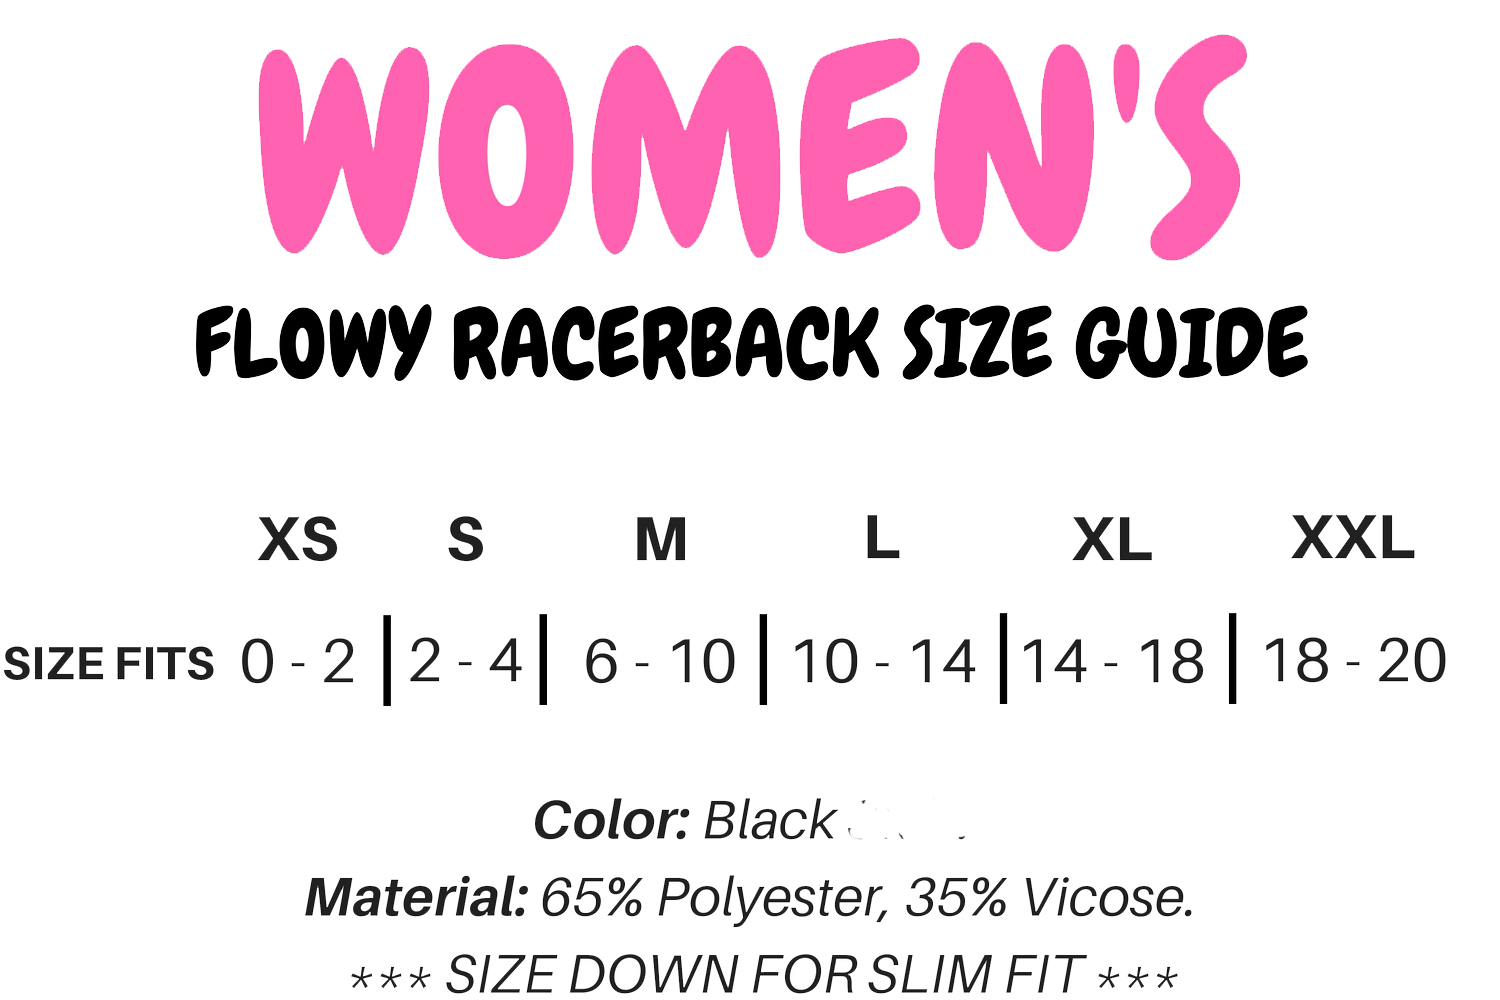 WOMEN'S
FLOWY RACERBACK SIZE GUIDE
XS S M L XL XXL
SIZE FITS 0 - 2 | 2 - 4 | 6 - 10 | 10 - 14 | 14 - 18 | 18 - 20
Color: Black
Material: 65% Polyester, 35% Vicose.
*** SIZE DOWN FOR SLIM FIT ***